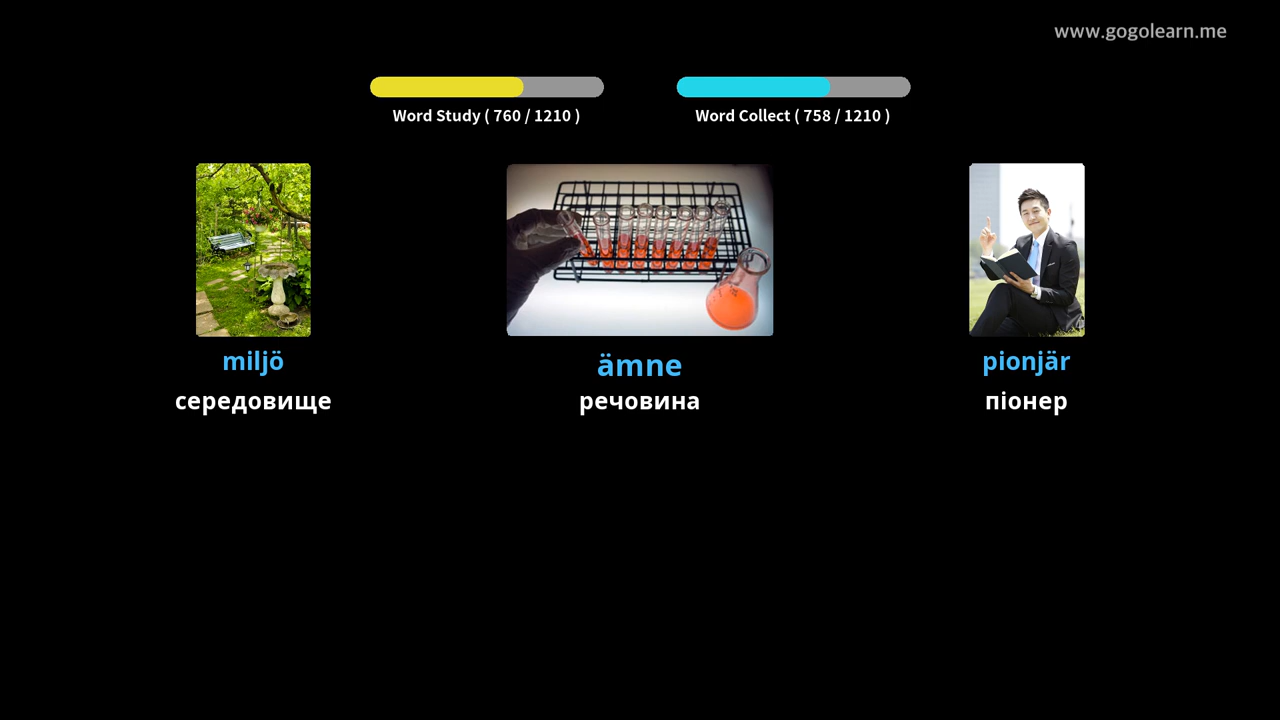 www.gogolearn.me
Word Study ( 760 / 1210 )
Word Collect ( 758 / 1210 )
miljö
ämne
pionjär
середовище
речовина
піонер